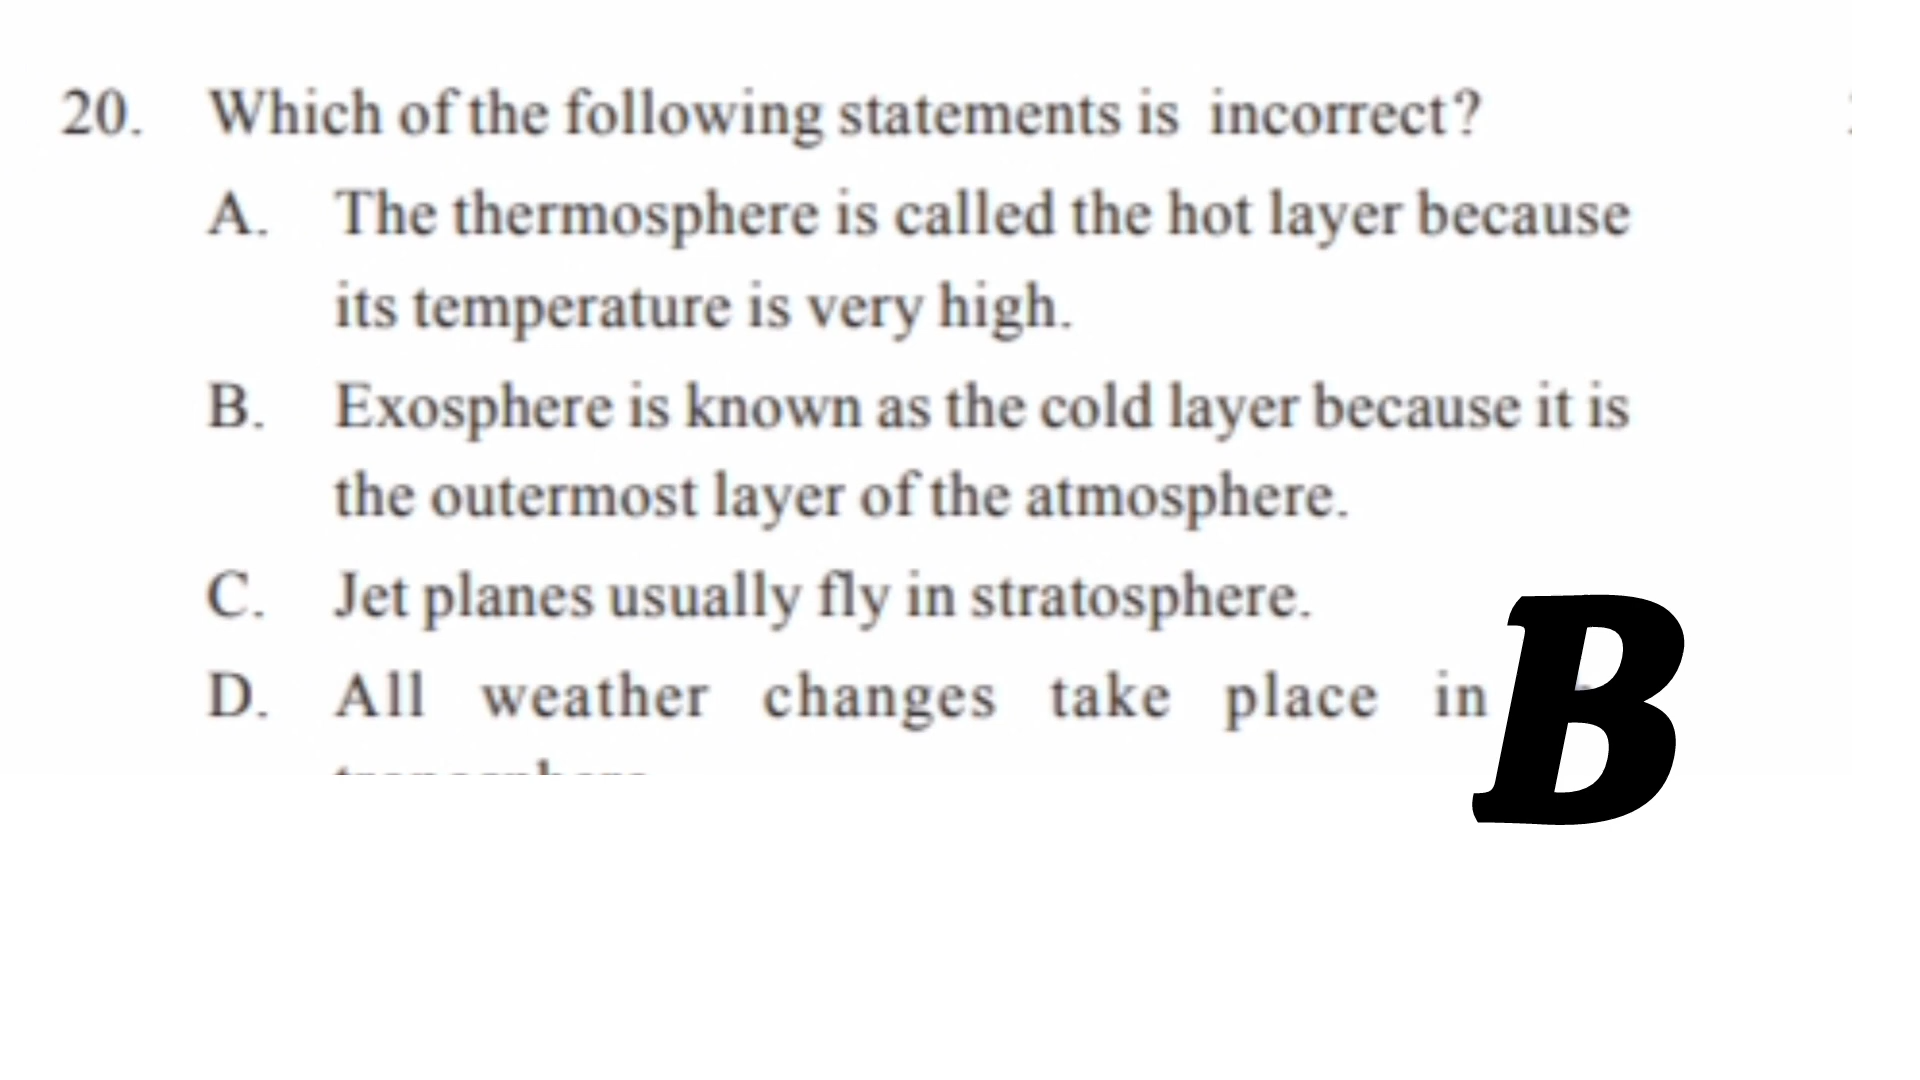 20. Which of the following statements is incorrect?
A. The thermosphere is called the hot layer because
its temperature is very high.
B. Exosphere is known as the cold layer because it is
the outermost layer of the atmosphere.
C. Jet planes usually fly in stratosphere.
D. All weather changes take place in
B